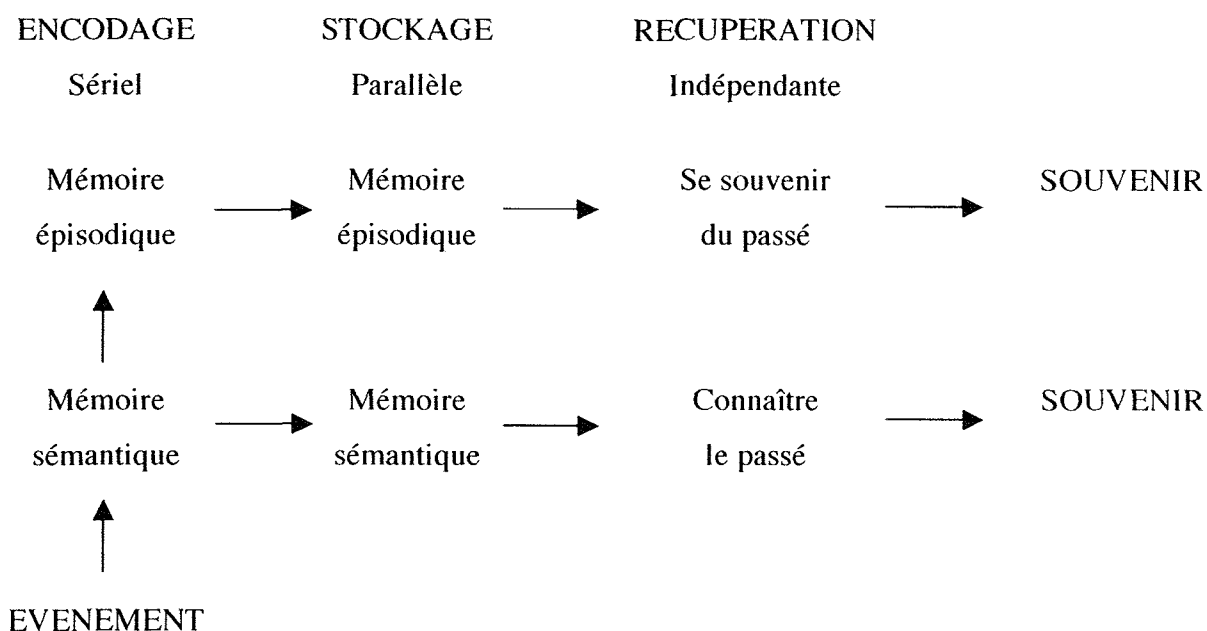 ENCODAGE STOCKAGE RECUPERATION
Sériel Parallèle Indépendante
Mémoire Mémoire Se souvenir SOUVENIR
épisodique épisodique du passé
Mémoire Mémoire Connaître SOUVENIR
sémantique sémantique le passé
EVENEMENT